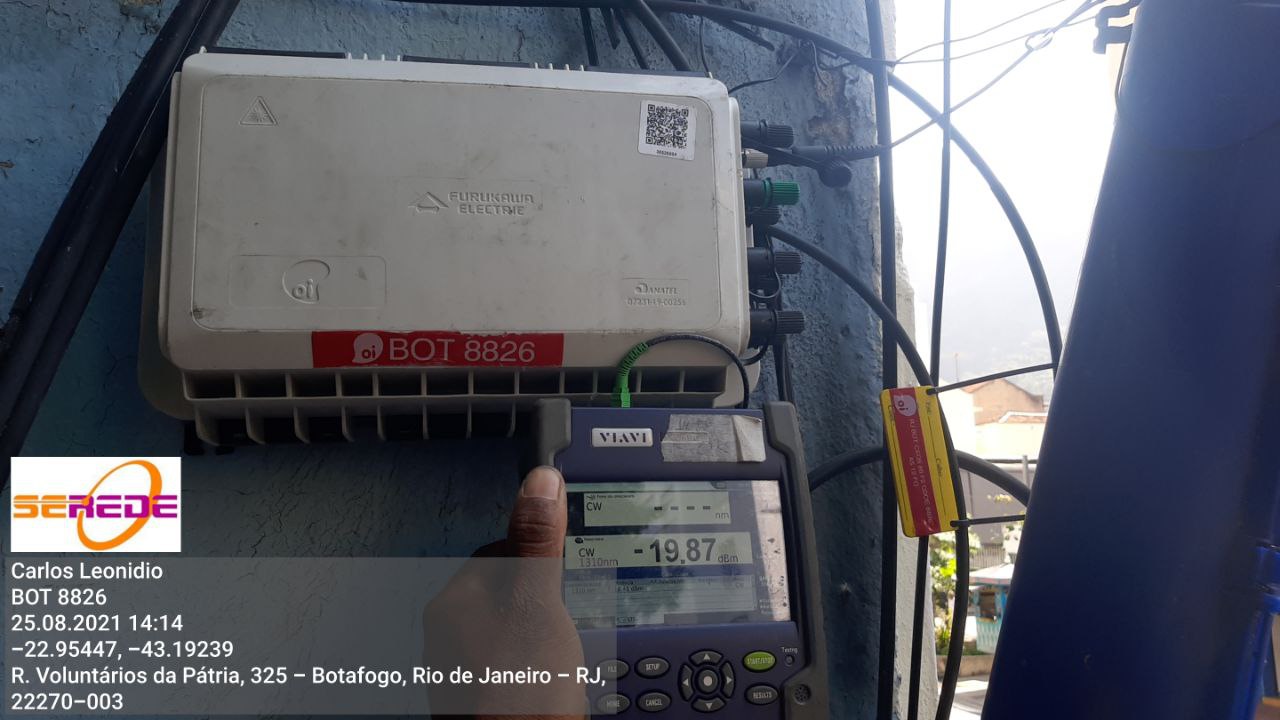 FURUKAWA
ELECTRIC
oi
ANATEL
oi BOT 8826
VIAVI
CW
- - - -
nm
CW
1310nm
-19.87 dBm
SETUP
START/STOP
Testing
HOME
CANCEL
RESULTS
oi
SEREDE
Carlos Leonidio
BOT 8826
25.08.2021 14:14
−22.95447, −43.19239
R. Voluntários da Pátria, 325 – Botafogo, Rio de Janeiro – RJ,
22270−003